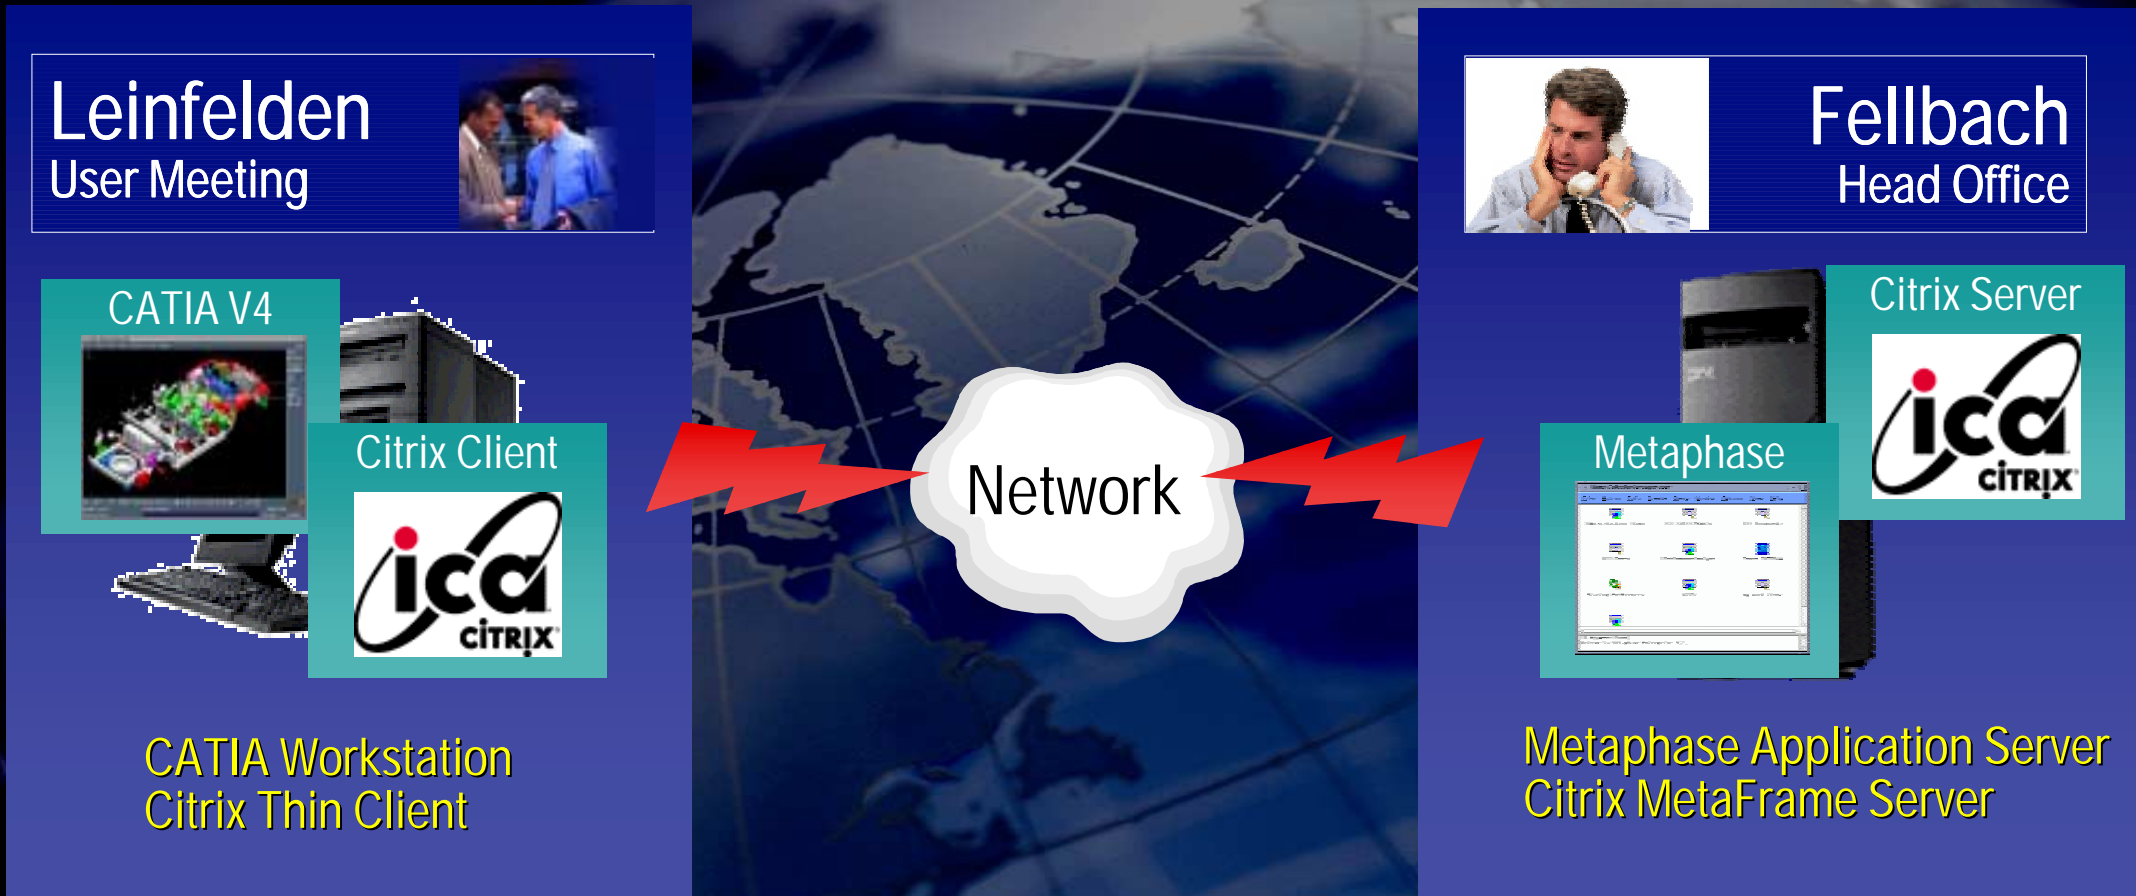 Leinfelden
User Meeting
CATIA V4
Citrix Client
ica
CiTRIX
CATIA Workstation
Citrix Thin Client
Network
Fellbach
Head Office
Citrix Server
ica
CiTRIX
Metaphase
Metaphase Application Server
Citrix MetaFrame Server